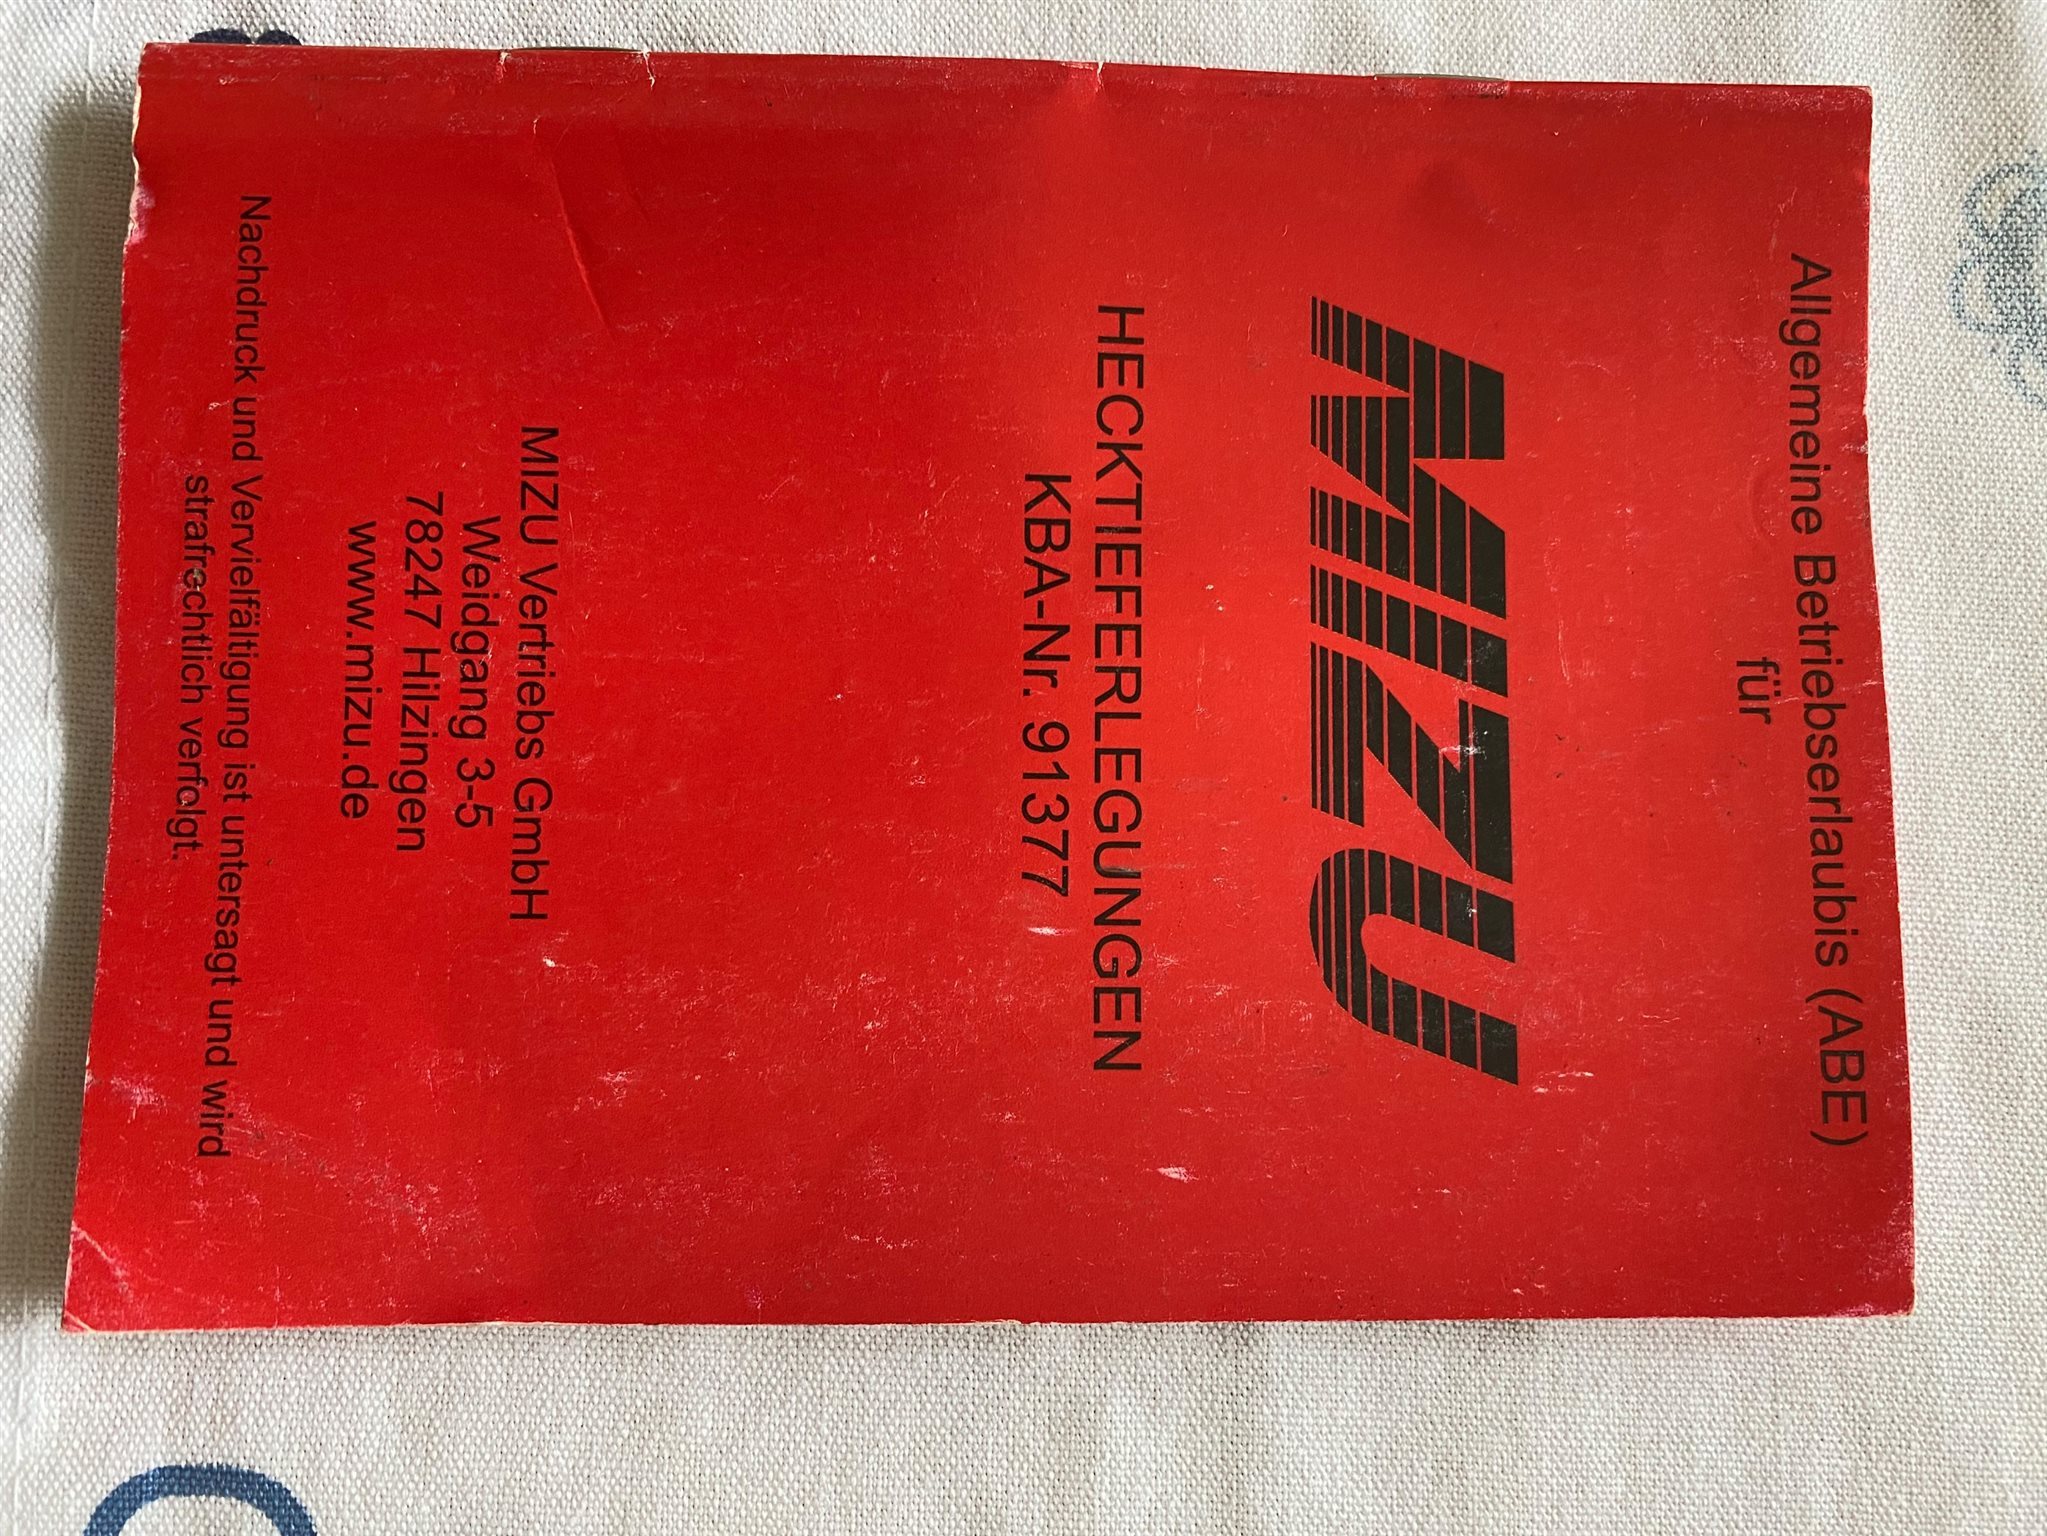 Allgemeine Betriebserlaubis (ABE)
für
MIZU
HECKTIEFERLEGUNGEN
KBA-Nr. 91377
MIZU Vertriebs GmbH
Weidgang 3-5
78247 Hilzingen
www.mizu.de
Nachdruck und Vervielfältigung ist untersagt und wird
strafrechtlich verfolgt.